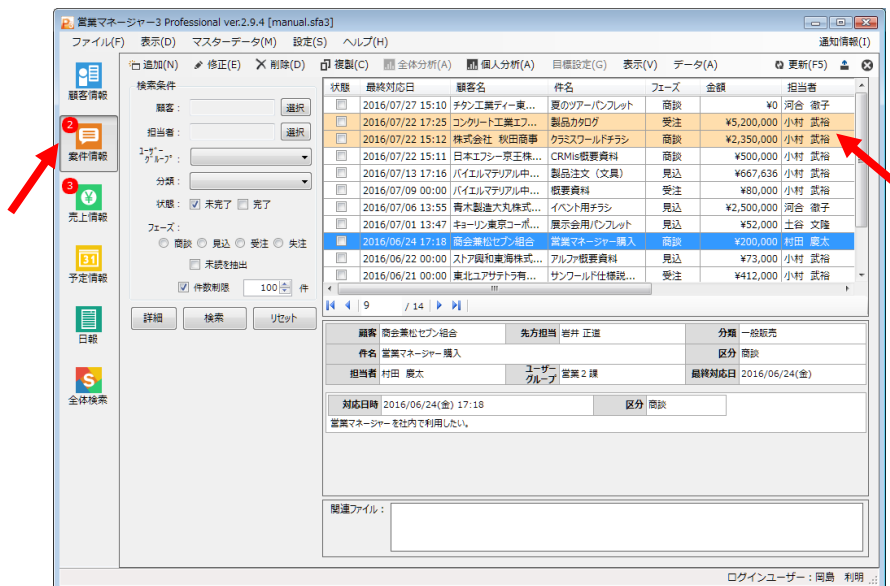 営業マネージャー3 Professional ver.2.9.4 [manual.sfa3]
ファイル(F) 表示(D) マスターデータ(M) 設定(S) ヘルプ(H) 通知情報(I)
追加(N) 修正(E) 削除(D) 複製(C) 全体分析(A) 個人分析(A) 目標設定(G) 表示(V) データ(A) 更新(F5)
顧客情報
2
案件情報
3
売上情報
31
予定情報
日報
全体検索
検索条件
顧客： 選択
担当者： 選択
ユーザーグループ：
分類：
状態： 未完了 完了
フェーズ：
商談 見込 受注 失注
未読を抽出
件数制限 100 件
詳細 検索 リセット
状態 最終対応日 顧客名 件名 フェーズ 金額 担当者
2016/07/27 15:10 チタン工業ディー東... 夏のツアーパンフレット 商談 ¥0 河合 徹子
2016/07/22 17:25 コンクリート工業エフ... 製品カタログ 受注 ¥5,200,000 小村 武裕
2016/07/22 15:12 株式会社 秋田商事 クラミスワールドチラシ 商談 ¥2,350,000 小村 武裕
2016/07/22 15:11 日本エフシー京王株... CRMis概要資料 商談 ¥500,000 小村 武裕
2016/07/13 17:16 バイエルマテリアル中... 製品注文（文具） 見込 ¥667,636 小村 武裕
2016/07/09 00:00 バイエルマテリアル中... 概要資料 受注 ¥80,000 小村 武裕
2016/07/06 13:55 青木製造大丸株式... イベント用チラシ 見込 ¥2,500,000 河合 徹子
2016/07/01 13:47 キョーリン東京コーポ... 展示会用パンフレット 見込 ¥52,000 土谷 文隆
2016/06/24 17:18 商会兼松セブン組合 営業マネージャー購入 商談 ¥200,000 村田 慶太
2016/06/22 00:00 ストア興和東海株式... アルファ概要資料 見込 ¥73,000 小村 武裕
2016/06/21 00:00 東北ユアサテトラ有... サンワールド仕様説... 受注 ¥412,000 小村 武裕
9 / 14
顧客 商会兼松セブン組合 先方担当 岩井 正道 分類 一般販売
件名 営業マネージャー購入 区分 商談
担当者 村田 慶太 ユーザーグループ 営業２課 最終対応日 2016/06/24(金)
対応日時 2016/06/24(金) 17:18 区分 商談
営業マネージャーを社内で利用したい。
関連ファイル：
ログインユーザー：岡島 利明